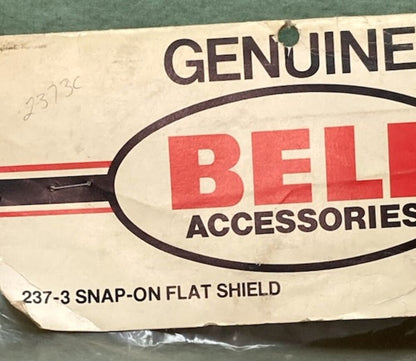 GENUINE
2373C
BELL
ACCESSORIES
237-3 SNAP-ON FLAT SHIELD